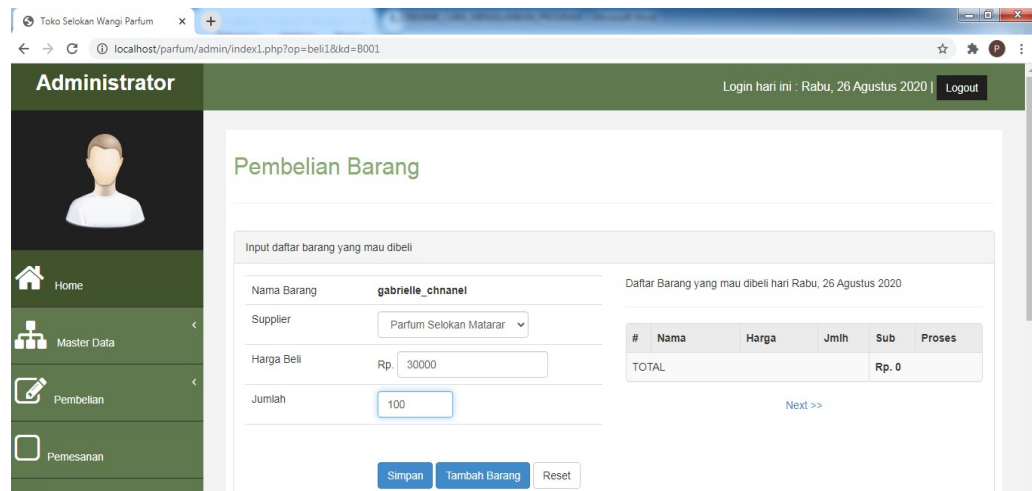 Toko Selokan Wangi Parfum
localhost/parfum/admin/index1.php?op=beli1&kd=B001
P
Administrator
Login hari ini : Rabu, 26 Agustus 2020 | Logout
Pembelian Barang
Input daftar barang yang mau dibeli
Home
Master Data
Pembelian
Pemesanan
Nama Barang gabrielle_chnanel
Supplier Parfum Selokan Matarar
Harga Beli Rp. 30000
Jumlah 100
Simpan Tambah Barang Reset
Daftar Barang yang mau dibeli hari Rabu, 26 Agustus 2020
# Nama Harga Jmlh Sub Proses
TOTAL Rp. 0
Next >>